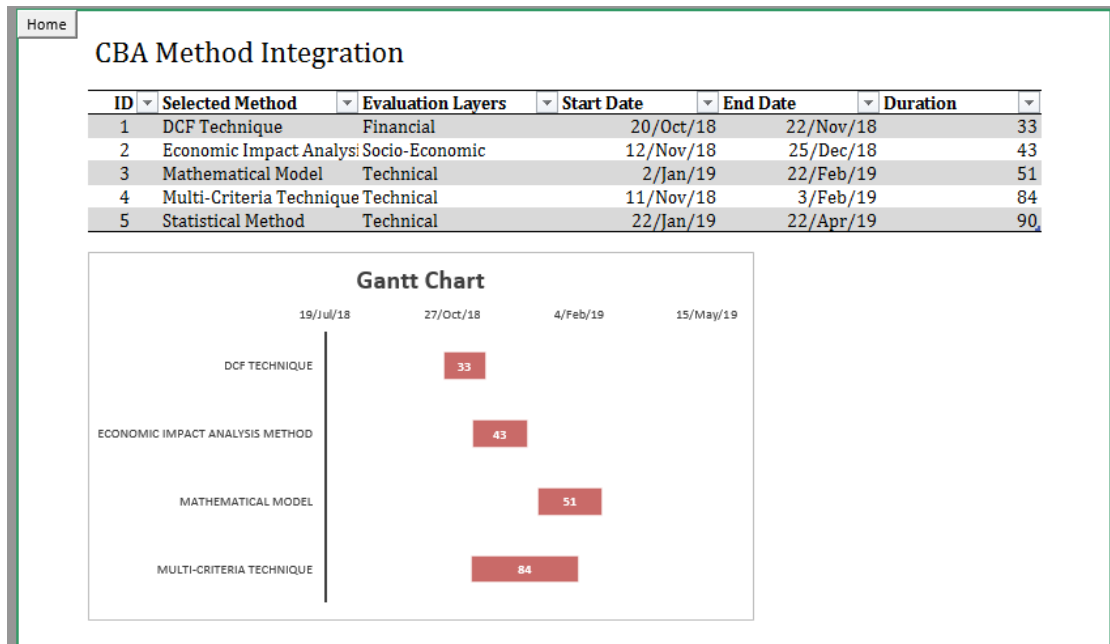 Home
CBA Method Integration
ID Selected Method Evaluation Layers Start Date End Date Duration
1 DCF Technique Financial 20/Oct/18 22/Nov/18 33
2 Economic Impact Analysi Socio-Economic 12/Nov/18 25/Dec/18 43
3 Mathematical Model Technical 2/Jan/19 22/Feb/19 51
4 Multi-Criteria Technique Technical 11/Nov/18 3/Feb/19 84
5 Statistical Method Technical 22/Jan/19 22/Apr/19 90
Gantt Chart
19/Jul/18 27/Oct/18 4/Feb/19 15/May/19
DCF TECHNIQUE 33
ECONOMIC IMPACT ANALYSIS METHOD 43
MATHEMATICAL MODEL 51
MULTI-CRITERIA TECHNIQUE 84